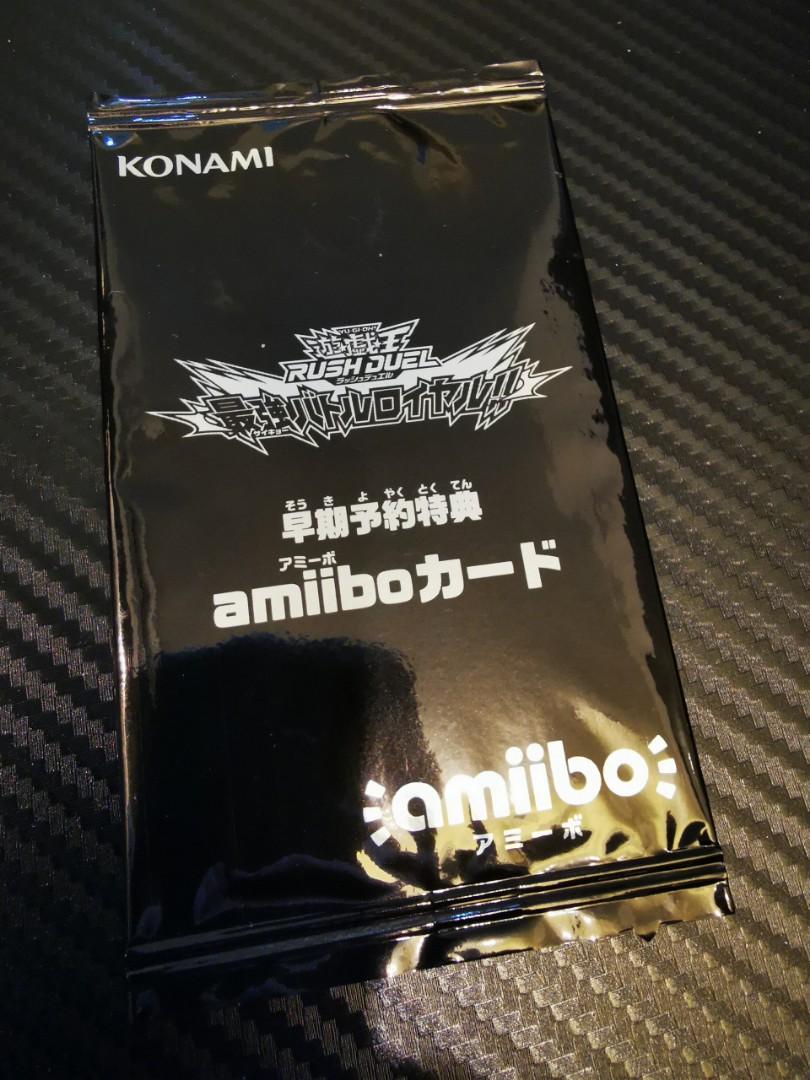 KONAMI
YU-GI-OH!
遊戯王
RUSH DUEL
ラッシュデュエル
最強バトルロイヤル!!
サイキョー
そうきよやくとくてん
早期予約特典
アミーボ
amiiboカード
amiibo
アミーボ